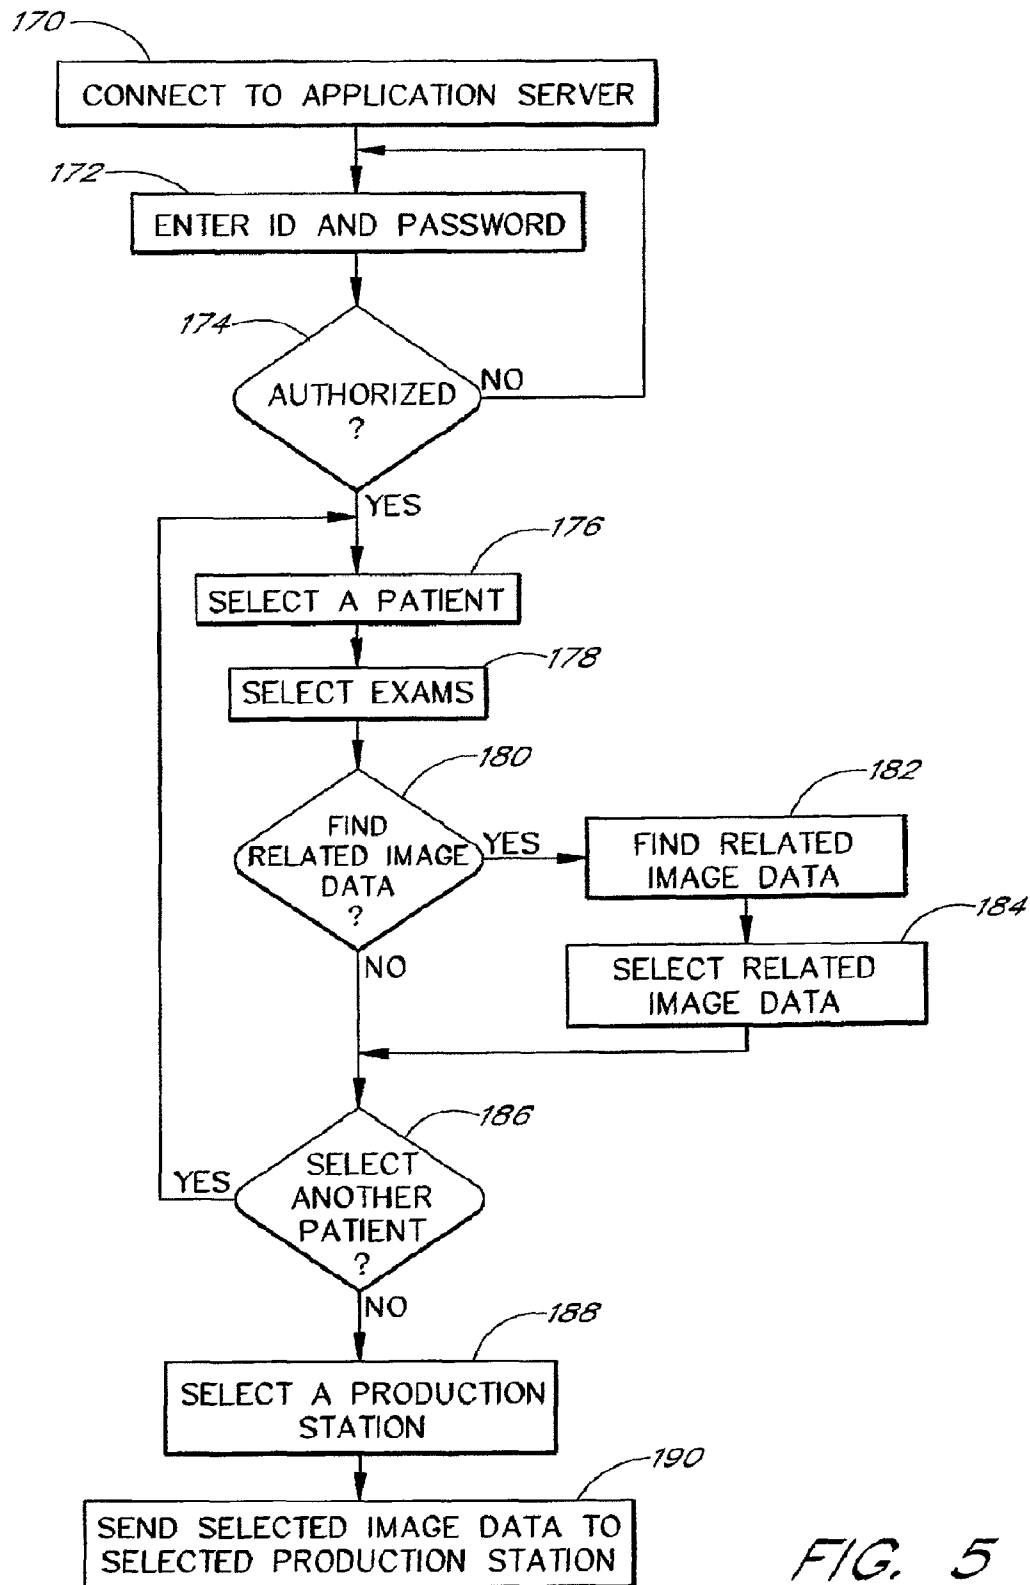 170
CONNECT TO APPLICATION SERVER
172
ENTER ID AND PASSWORD
174
AUTHORIZED
?
NO
YES
176
SELECT A PATIENT
178
SELECT EXAMS
180
FIND
RELATED IMAGE
DATA
?
YES
182
FIND RELATED
IMAGE DATA
184
SELECT RELATED
IMAGE DATA
NO
186
SELECT
ANOTHER
PATIENT
?
YES
NO
188
SELECT A PRODUCTION
STATION
190
SEND SELECTED IMAGE DATA TO
SELECTED PRODUCTION STATION
FIG. 5